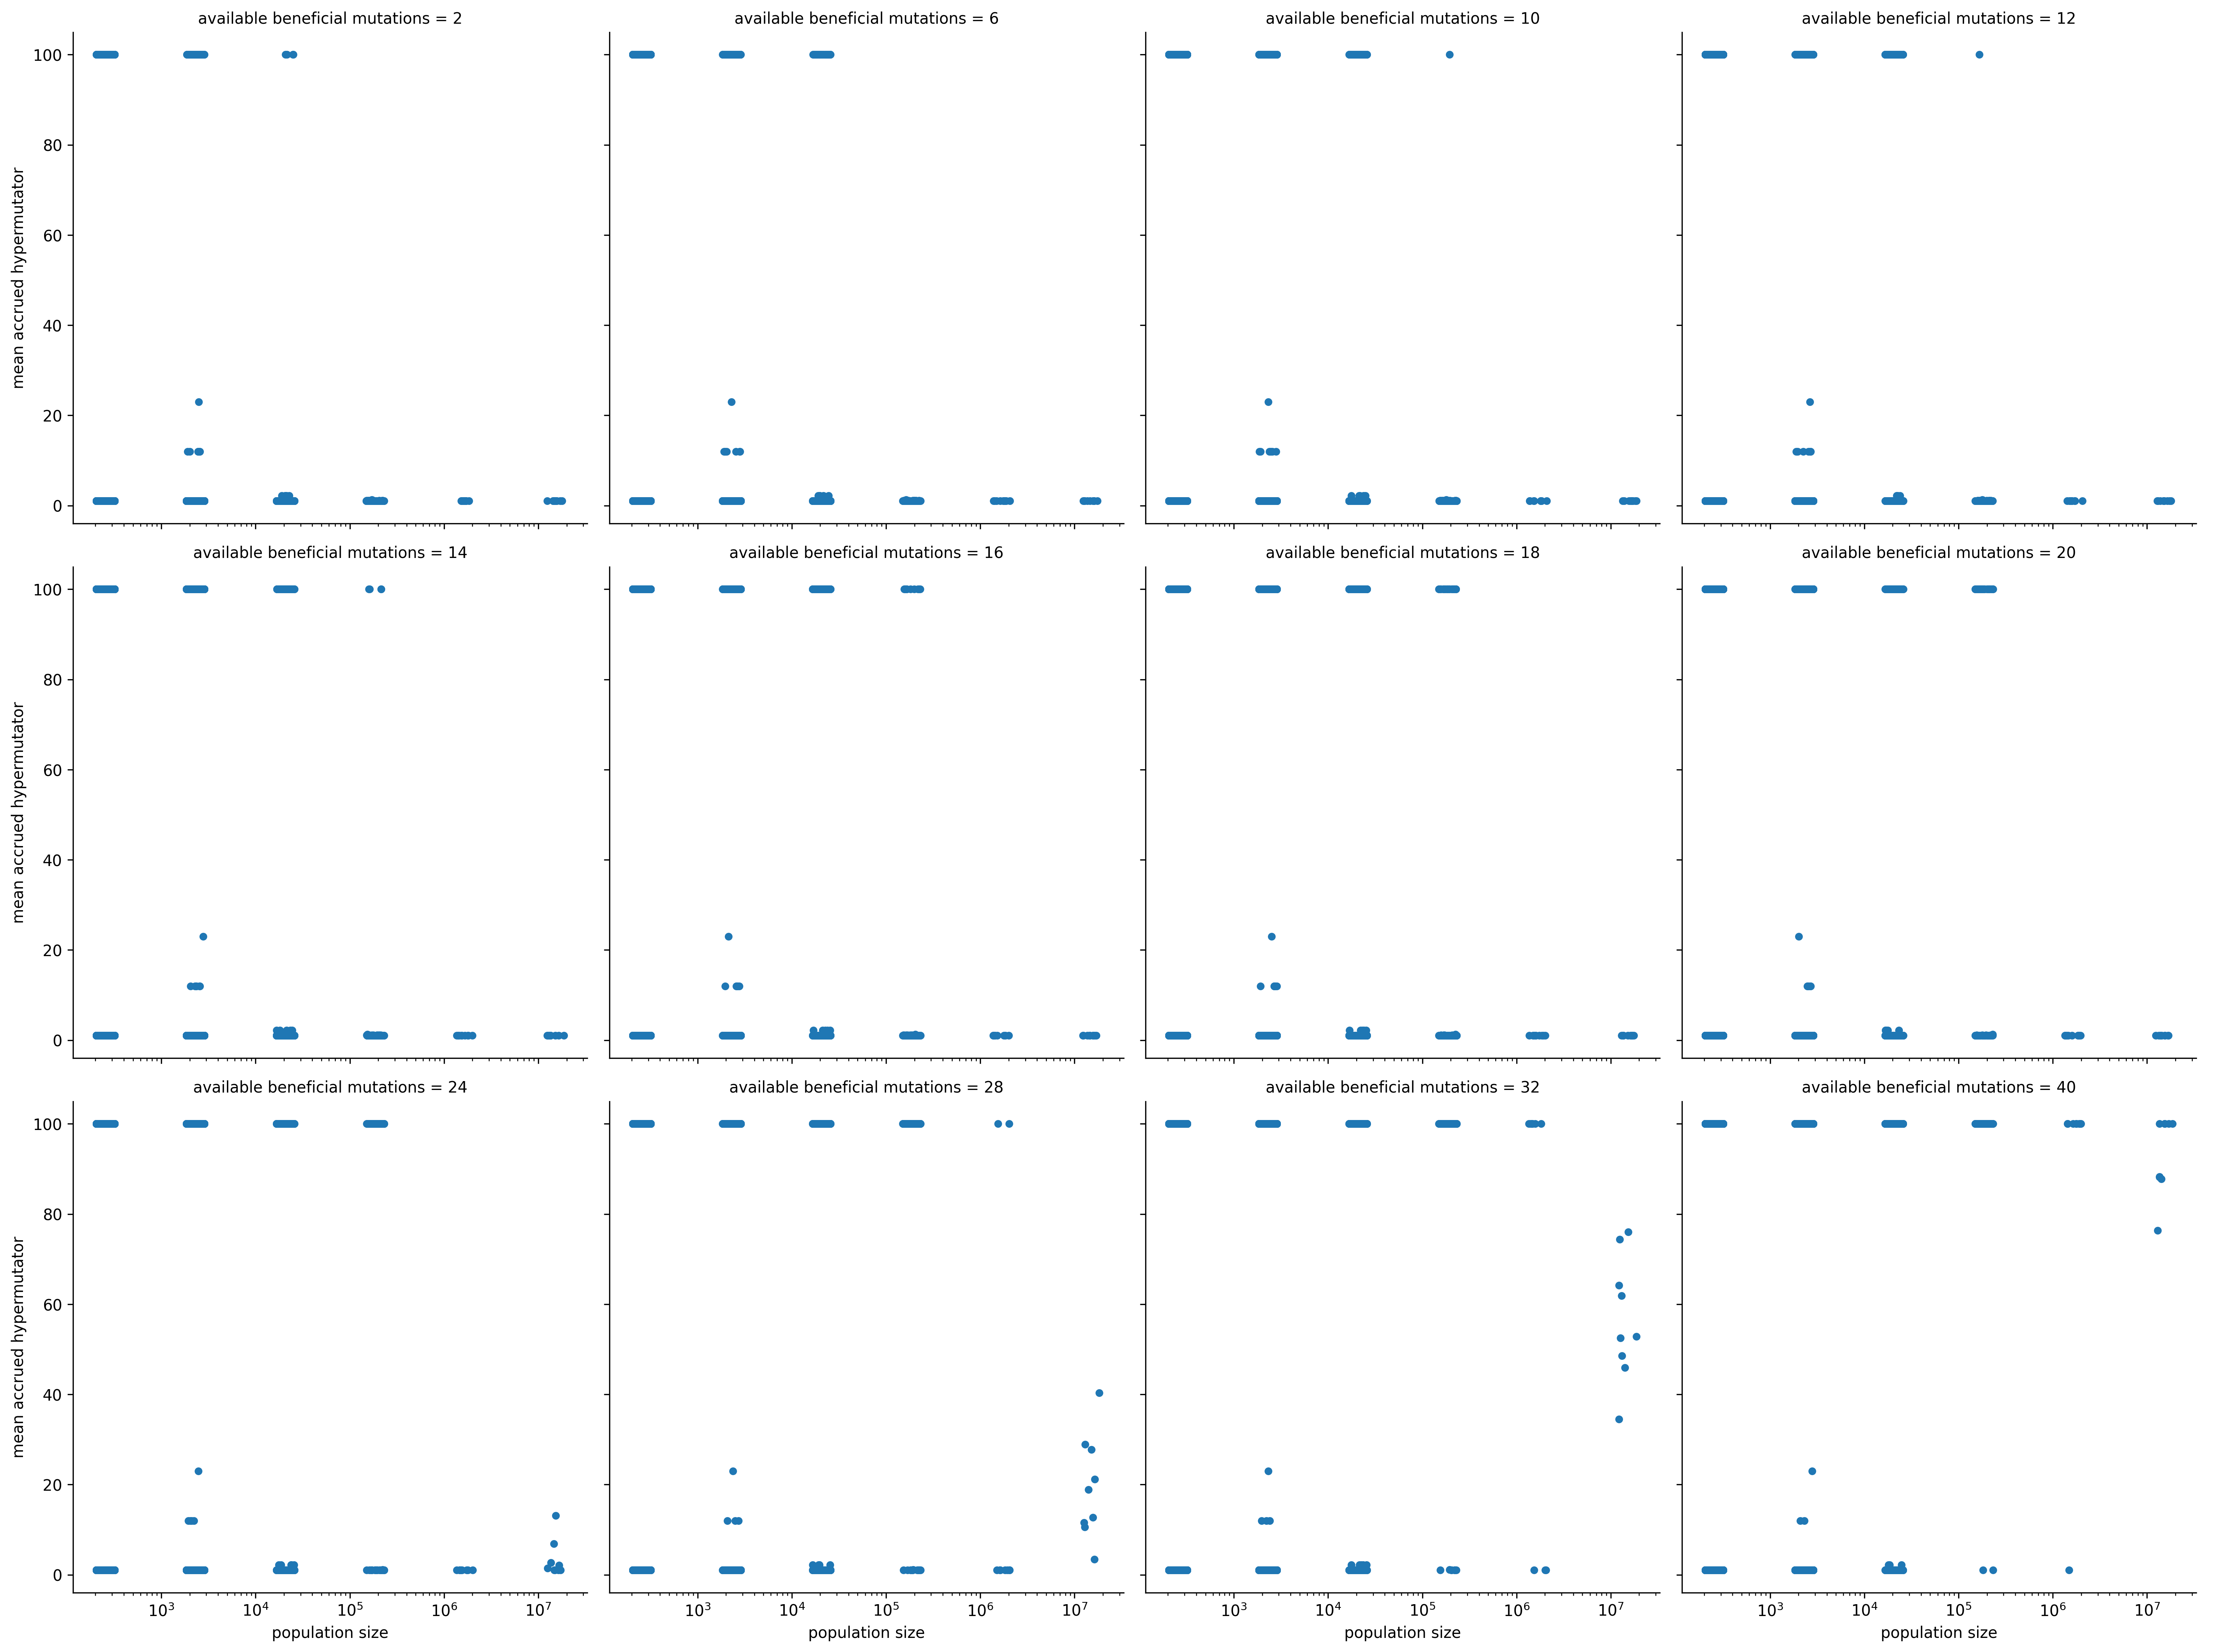 available beneficial mutations = 2
available beneficial mutations = 6
available beneficial mutations = 10
available beneficial mutations = 12
100
80
60
40
20
0
mean accrued hypermutator
available beneficial mutations = 14
available beneficial mutations = 16
available beneficial mutations = 18
available beneficial mutations = 20
100
80
60
40
20
0
mean accrued hypermutator
available beneficial mutations = 24
available beneficial mutations = 28
available beneficial mutations = 32
available beneficial mutations = 40
100
80
60
40
20
0
mean accrued hypermutator
10³ 10⁴ 10⁵ 10⁶ 10⁷
population size
10³ 10⁴ 10⁵ 10⁶ 10⁷
population size
10³ 10⁴ 10⁵ 10⁶ 10⁷
population size
10³ 10⁴ 10⁵ 10⁶ 10⁷
population size